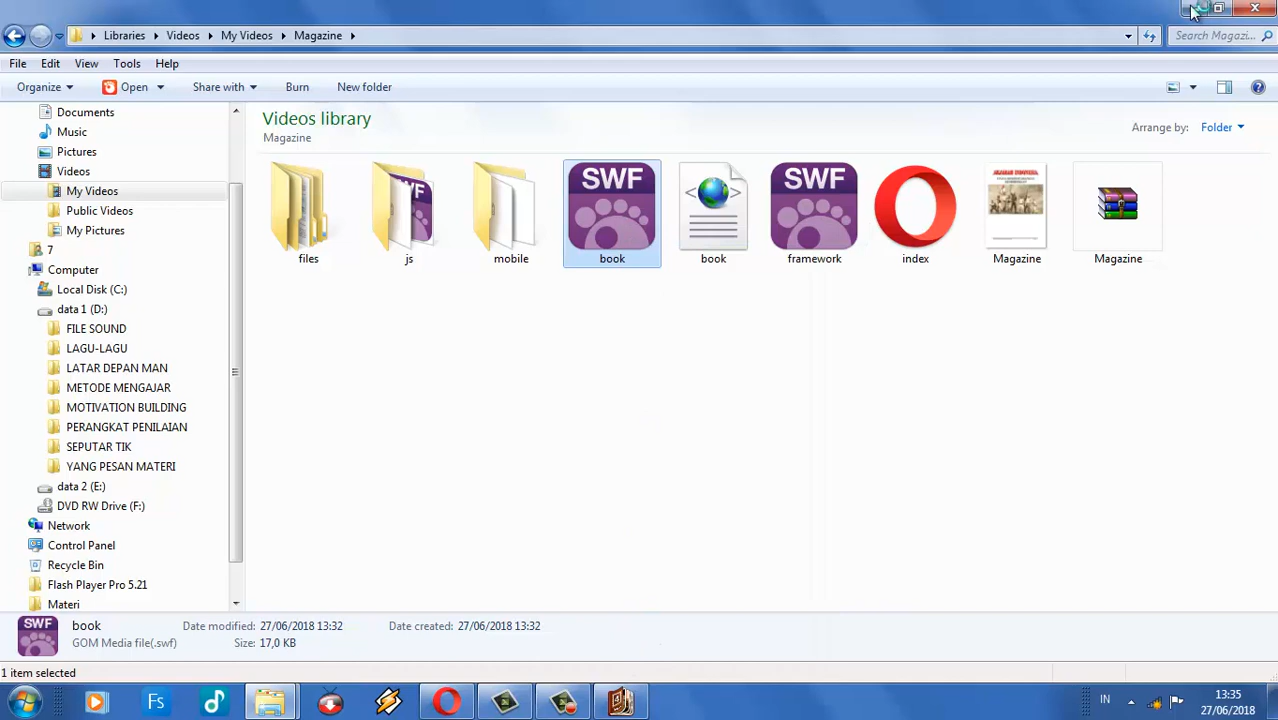 Libraries Videos My Videos Magazine
Search Magazi...
File Edit View Tools Help
Organize Open Share with Burn New folder
Documents
Music
Pictures
Videos
My Videos
Public Videos
My Pictures
7
Computer
Local Disk (C:)
data 1 (D:)
FILE SOUND
LAGU-LAGU
LATAR DEPAN MAN
METODE MENGAJAR
MOTIVATION BUILDING
PERANGKAT PENILAIAN
SEPUTAR TIK
YANG PESAN MATERI
data 2 (E:)
DVD RW Drive (F:)
Network
Control Panel
Recycle Bin
Flash Player Pro 5.21
Materi
Videos library
Magazine
Arrange by: Folder
SWF
SWF
files
js
mobile
book
book
framework
index
Magazine
Magazine
SWF
book
GOM Media file(.swf)
Date modified: 27/06/2018 13:32
Size: 17,0 KB
Date created: 27/06/2018 13:32
1 item selected
Fs
IN
13:35
27/06/2018